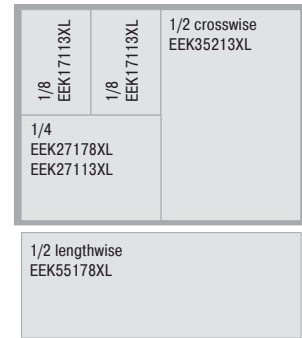 1/8
EEK17113XL
1/8
EEK17113XL
1/2 crosswise
EEK35213XL
1/4
EEK27178XL
EEK27113XL
1/2 lengthwise
EEK55178XL